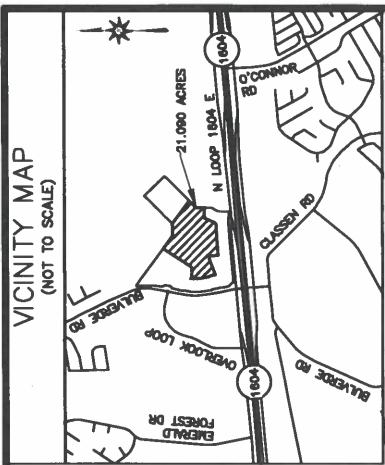 VICINITY MAP
(NOT TO SCALE)
1604
O'CONNOR
RD
21.090 ACRES
N LOOP 1604 E
CLASSEN RD
BULVERDE RD
OVERLOOK LOOP
BULVERDE RD
1604
EMERALD
FOREST DR